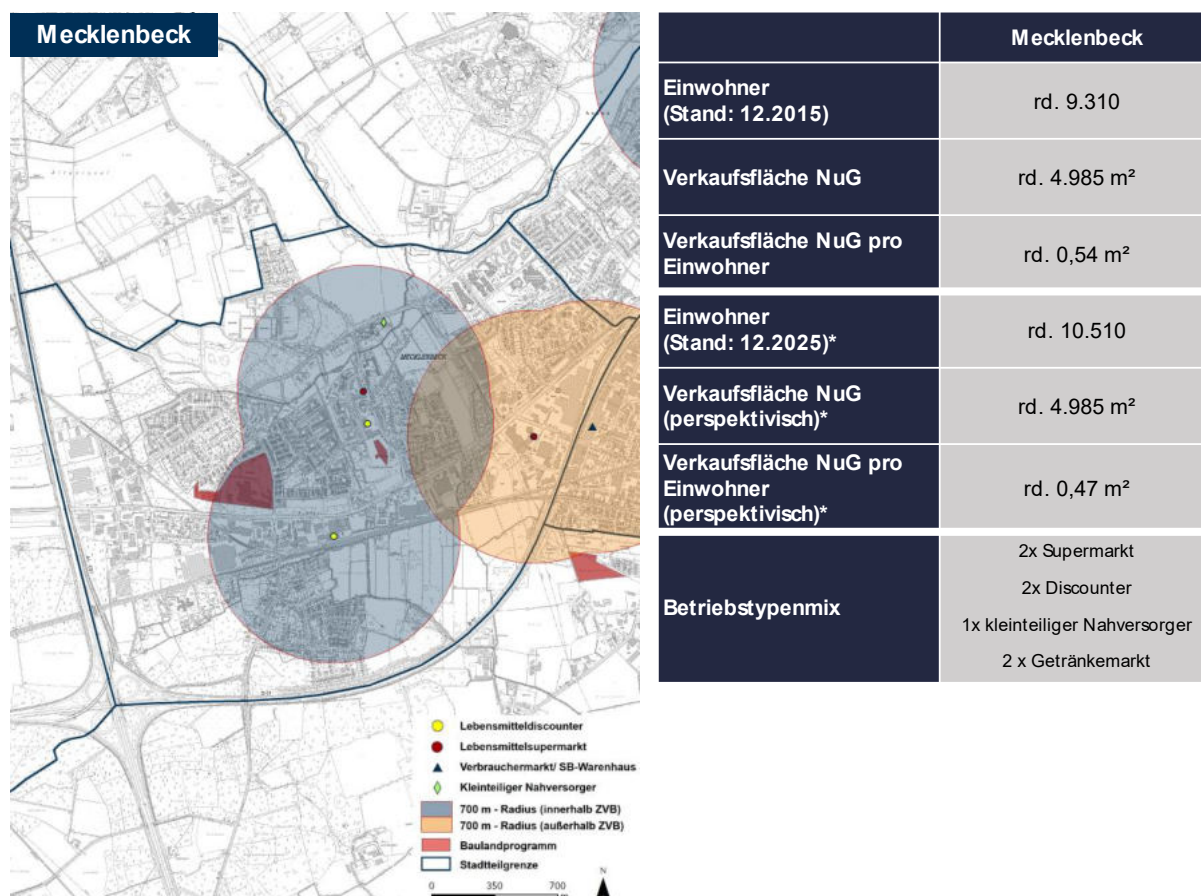 Mecklenbeck
MECKLENBECK
Lebensmitteldiscounter
Lebensmittelsupermarkt
Verbrauchermarkt/ SB-Warenhaus
Kleinteiliger Nahversorger
700 m - Radius (innerhalb ZVB)
700 m - Radius (außerhalb ZVB)
Baulandprogramm
Stadtteilgrenze
N
0 350 700
m
Mecklenbeck
Einwohner
(Stand: 12.2015)
rd. 9.310
Verkaufsfläche NuG
rd. 4.985 m²
Verkaufsfläche NuG pro
Einwohner
rd. 0,54 m²
Einwohner
(Stand: 12.2025)*
rd. 10.510
Verkaufsfläche NuG
(perspektivisch)*
rd. 4.985 m²
Verkaufsfläche NuG pro
Einwohner
(perspektivisch)*
rd. 0,47 m²
Betriebstypenmix
2x Supermarkt
2x Discounter
1x kleinteiliger Nahversorger
2 x Getränkemarkt